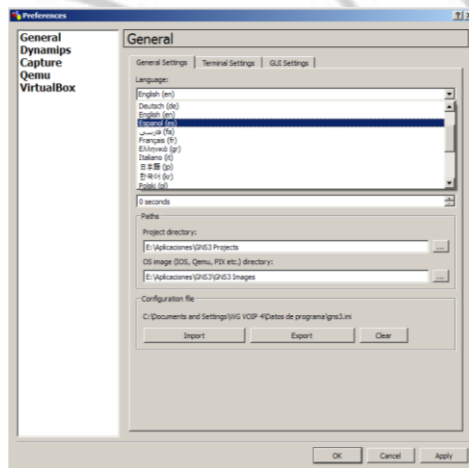 Preferences
General
Dynamips
Capture
Qemu
VirtualBox
General
General Settings
Terminal Settings
GUI Settings
Language:
English (en)
Deutsch (de)
English (en)
Espanol (es)
فارسی (fa)
Français (fr)
Ελληνικά (gr)
Italiano (it)
日本語 (jp)
한국어 (kr)
Polski (pl)
0 seconds
Paths
Project directory:
E:\Aplicaciones\GNS3 Projects
...
OS image (IOS, Qemu, PIX etc.) directory:
E:\Aplicaciones\GNS3\GNS3 Images
...
Configuration file
C:\Documents and Settings\WG VOIP 4\Datos de programa\gns3.ini
Import
Export
Clear
OK
Cancel
Apply